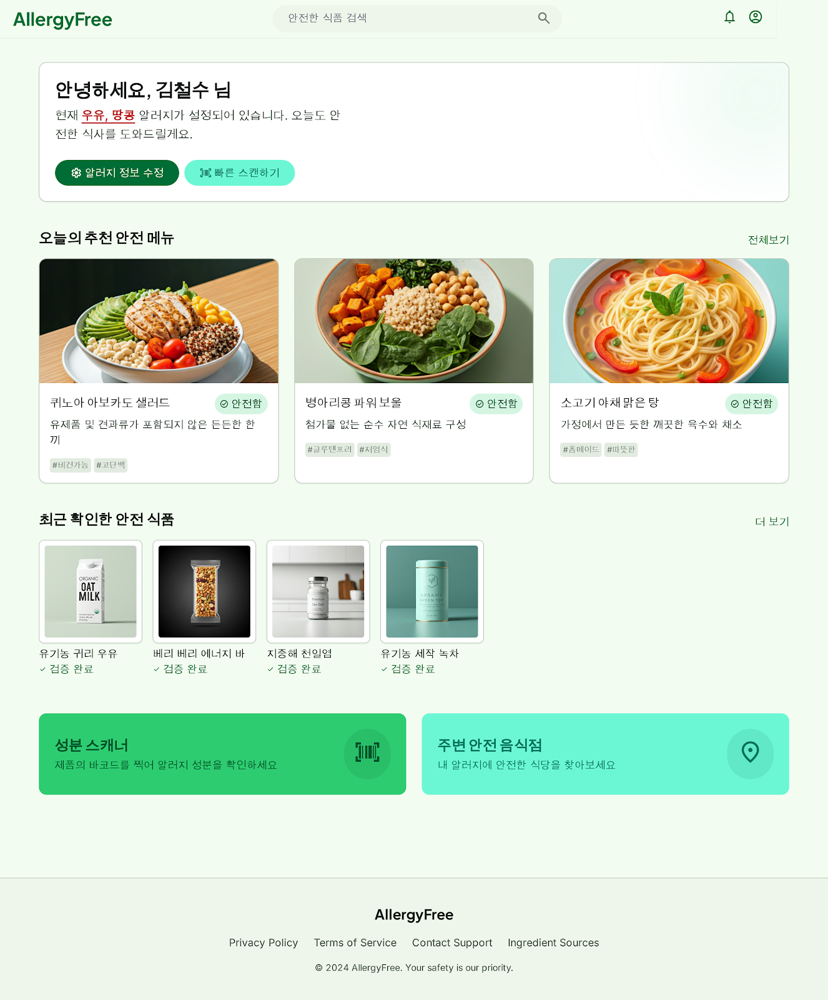 AllergyFree
안전한 식품 검색
안녕하세요, 김철수 님
현재 우유, 땅콩 알러지가 설정되어 있습니다. 오늘도 안
전한 식사를 도와드릴게요.
알러지 정보 수정
빠른 스캔하기
오늘의 추천 안전 메뉴
전체보기
퀴노아 아보카도 샐러드
안전함
유제품 및 견과류가 포함되지 않은 든든한 한
끼
#비건가능 #고단백
병아리콩 파워 보울
안전함
첨가물 없는 순수 자연 식재료 구성
#글루텐프리 #저염식
소고기 야채 맑은 탕
안전함
가정에서 만든 듯한 깨끗한 육수와 채소
#홈메이드 #따뜻한
최근 확인한 안전 식품
더 보기
ORGANIC
OAT
MILK
유기농 귀리 우유
검증 완료
베리 베리 에너지 바
검증 완료
Premium
Sea Salt
지중해 천일염
검증 완료
ORGANIC
GREEN TEA
유기농 세작 녹차
검증 완료
성분 스캐너
제품의 바코드를 찍어 알러지 성분을 확인하세요
주변 안전 음식점
내 알러지에 안전한 식당을 찾아보세요
AllergyFree
Privacy Policy
Terms of Service
Contact Support
Ingredient Sources
© 2024 AllergyFree. Your safety is our priority.